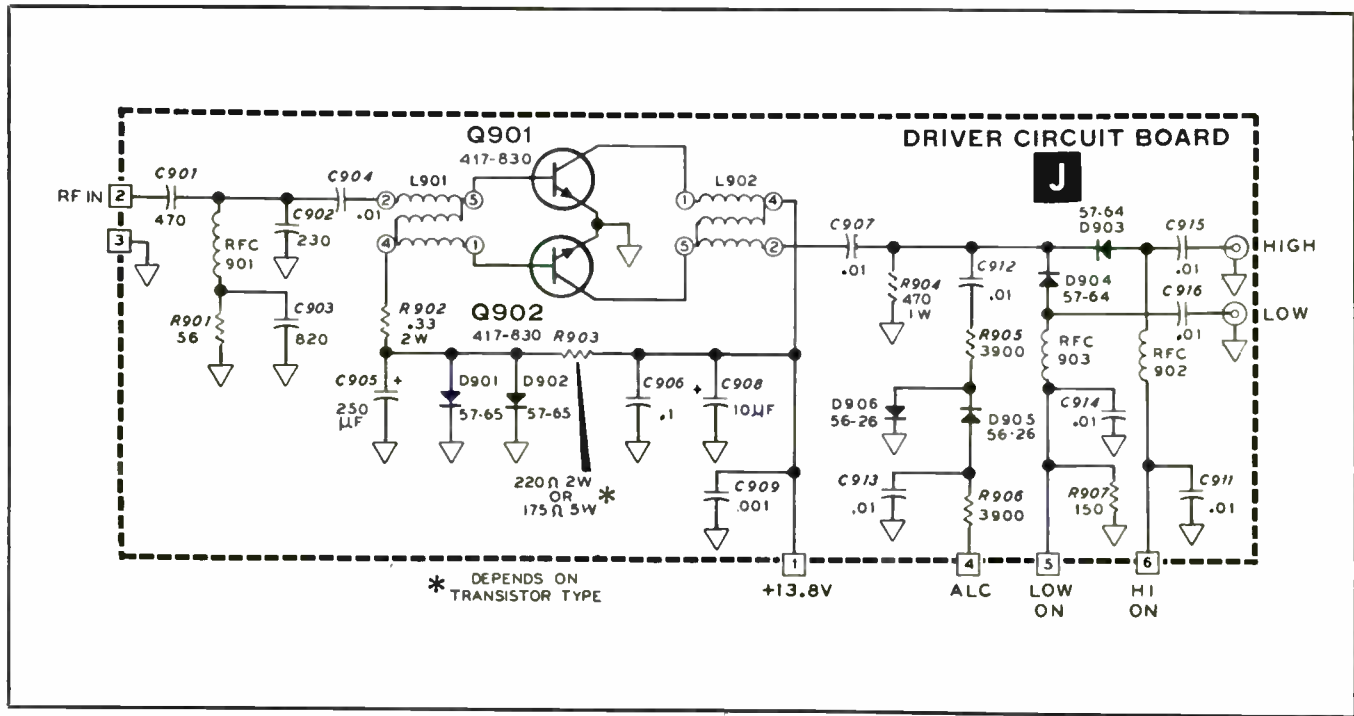 DRIVER CIRCUIT BOARD
J
Q901
417-830
RF IN
2
3
C901
470
RFC
901
R901
56
C902
230
C903
820
C904
.01
2
L901
5
4
1
R902
.33
2W
Q902
417-830
C905
+
250
µF
D901
57-65
D902
57-65
R903
220Ω 2W
OR
175Ω 5W
*
C906
.1
+
C908
10µF
C909
.001
1
L902
4
5
2
C907
.01
R904
470
1W
C912
.01
R905
3900
D906
56-26
D905
56-26
C913
.01
R906
3900
57-64
D903
D904
57-64
C915
.01
HIGH
C916
.01
LOW
RFC
903
RFC
902
C914
.01
R907
150
C911
.01
1
+13.8V
4
ALC
5
LOW
ON
6
HI
ON
* DEPENDS ON
TRANSISTOR TYPE